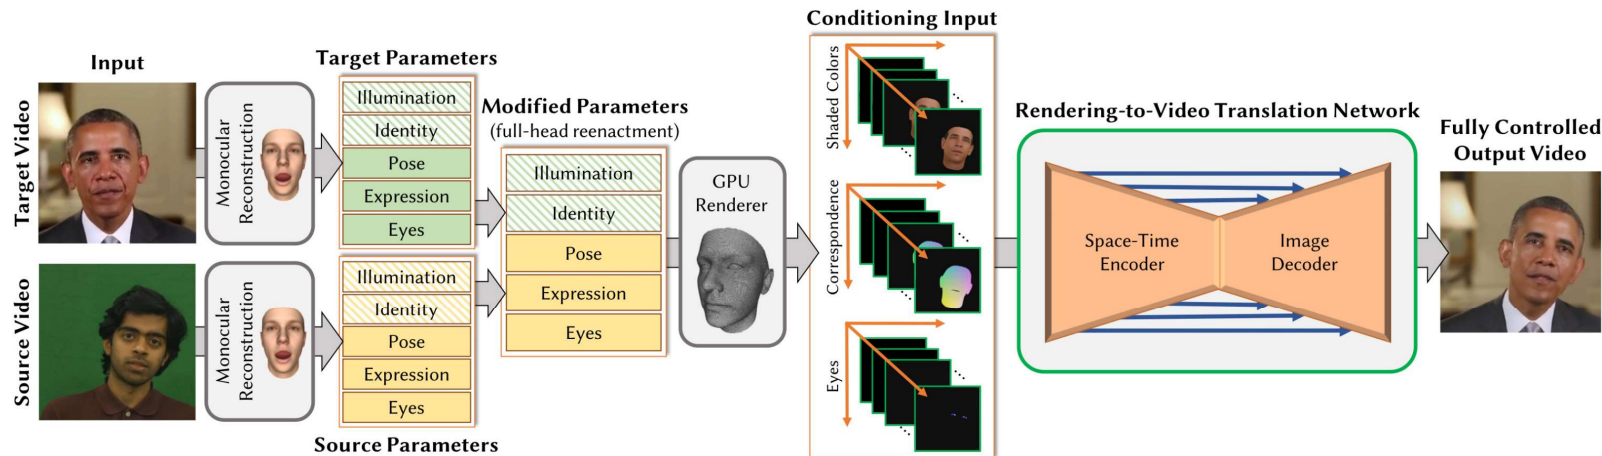 Input
Target Video
Monocular
Reconstruction
Source Video
Monocular
Reconstruction
Target Parameters
Illumination
Identity
Pose
Expression
Eyes
Illumination
Identity
Pose
Expression
Eyes
Source Parameters
Modified Parameters
(full-head reenactment)
Illumination
Identity
Pose
Expression
Eyes
GPU
Renderer
Conditioning Input
Shaded Colors
Correspondence
Eyes
Rendering-to-Video Translation Network
Space-Time
Encoder
Image
Decoder
Fully Controlled
Output Video